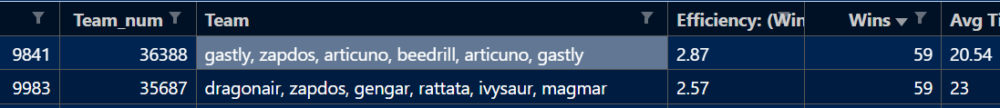 Team_num Team Efficiency: (Win Wins Avg Ti
9841 36388 gastly, zapdos, articuno, beedrill, articuno, gastly 2.87 59 20.54
9983 35687 dragonair, zapdos, gengar, rattata, ivysaur, magmar 2.57 59 23